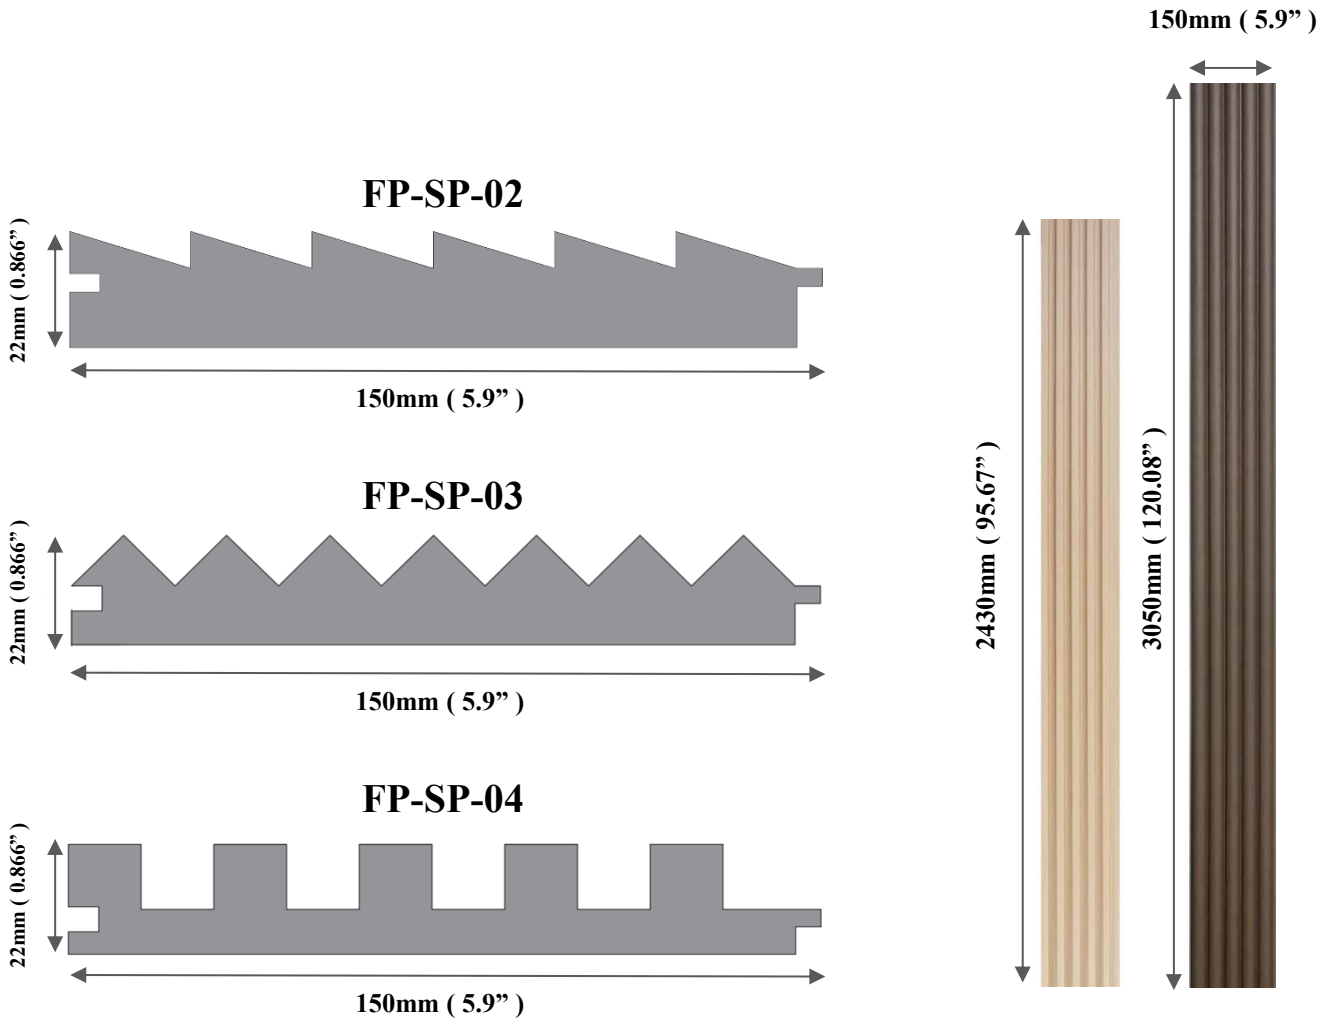 150mm ( 5.9” )
FP-SP-02
22mm ( 0.866” )
150mm ( 5.9” )
FP-SP-03
22mm ( 0.866” )
150mm ( 5.9” )
FP-SP-04
22mm ( 0.866” )
150mm ( 5.9” )
2430mm ( 95.67” )
3050mm ( 120.08” )